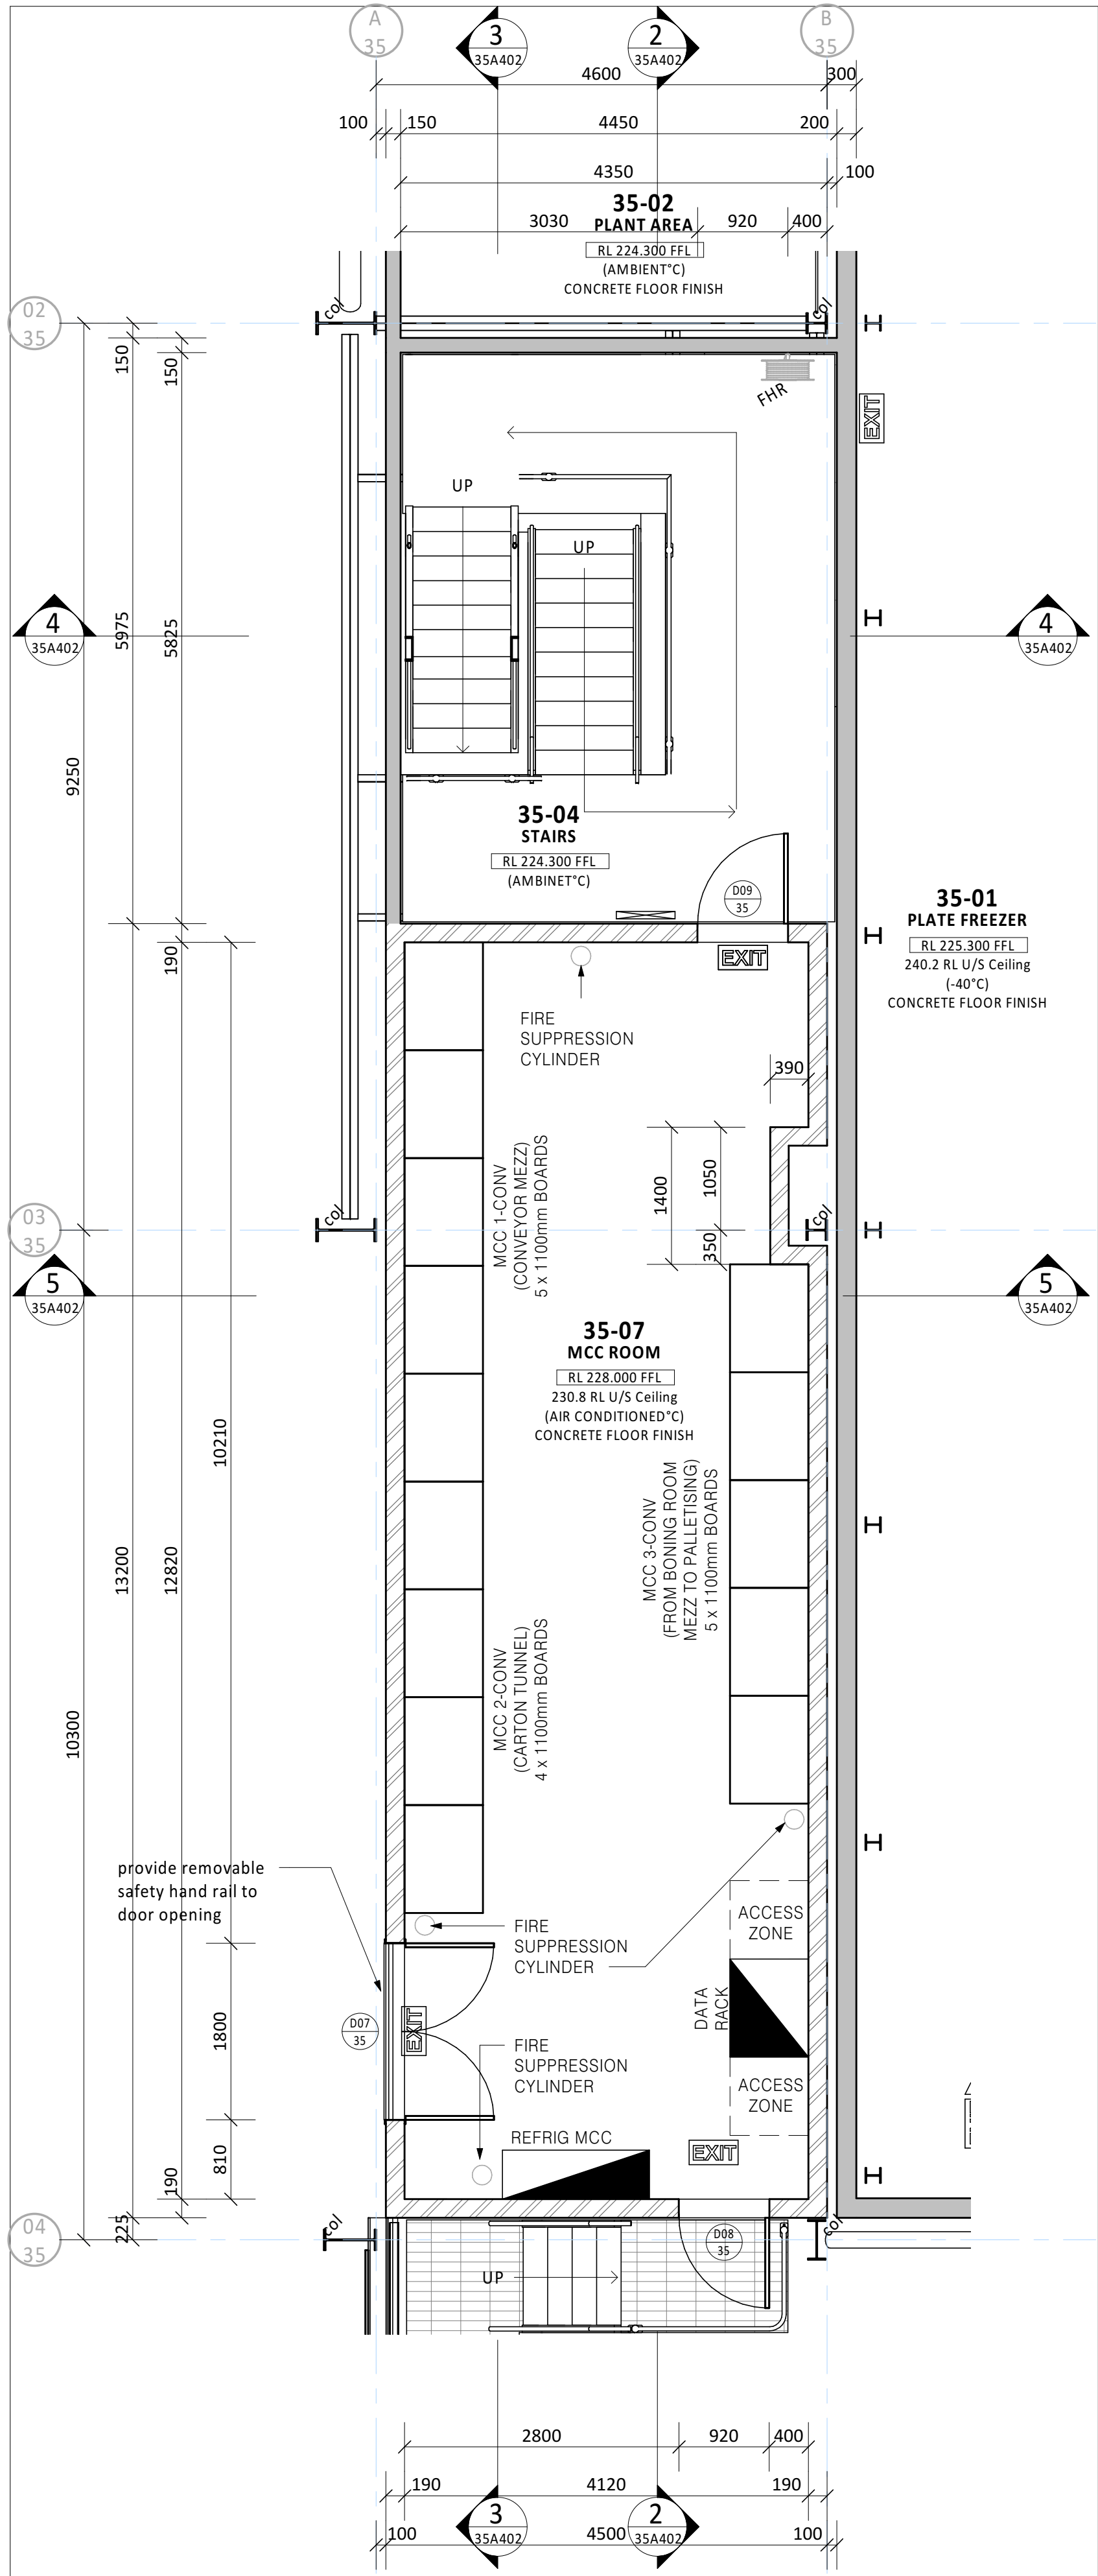 A
35
3
35A402
2
35A402
B
35
4600
300
100
150
4450
200
4350
100
35-02
PLANT AREA
3030
920
400
RL 224.300 FFL
(AMBIENT°C)
CONCRETE FLOOR FINISH
02
35
col
col
150
150
FHR
EXIT
UP
UP
4
35A402
5975
5825
4
35A402
9250
35-04
STAIRS
RL 224.300 FFL
(AMBINET°C)
D09
35
35-01
PLATE FREEZER
RL 225.300 FFL
240.2 RL U/S Ceiling
(-40°C)
CONCRETE FLOOR FINISH
190
EXIT
FIRE
SUPPRESSION
CYLINDER
390
MCC 1-CONV
(CONVEYOR MEZZ)
5 x 1100mm BOARDS
1400
1050
350
03
35
col
col
5
35A402
5
35A402
35-07
MCC ROOM
RL 228.000 FFL
230.8 RL U/S Ceiling
(AIR CONDITIONED°C)
CONCRETE FLOOR FINISH
10210
13200
12820
10300
MCC 3-CONV
(FROM BONING ROOM
MEZZ TO PALLETISING)
5 x 1100mm BOARDS
MCC 2-CONV
(CARTON TUNNEL)
4 x 1100mm BOARDS
provide removable
safety hand rail to
door opening
FIRE
SUPPRESSION
CYLINDER
ACCESS
ZONE
DATA
RACK
D07
35
EXIT
1800
FIRE
SUPPRESSION
CYLINDER
ACCESS
ZONE
REFRIG MCC
EXIT
810
190
225
04
35
col
col
D08
35
UP
2800
920
400
190
4120
190
3
35A402
2
35A402
100
4500
100